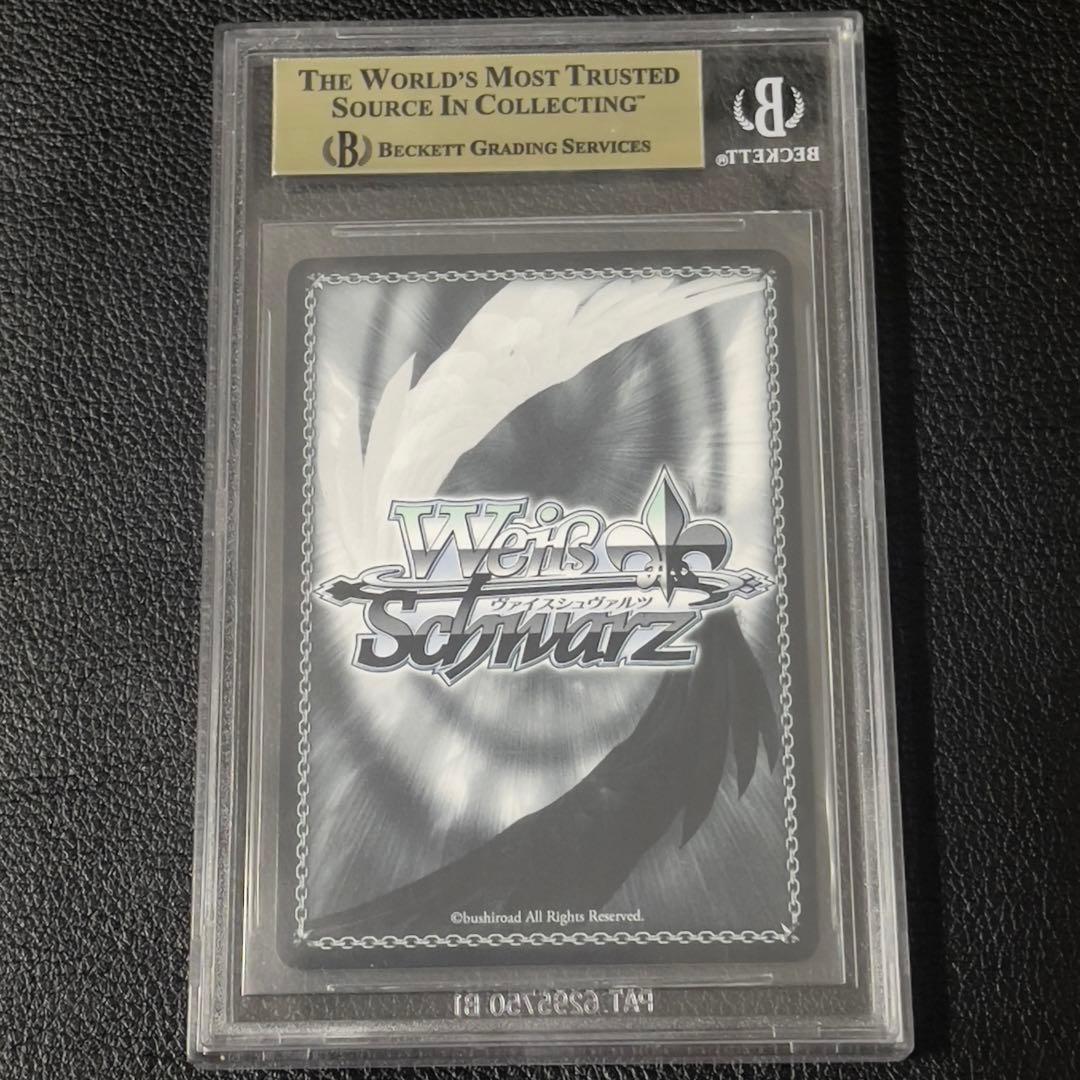 THE WORLD'S MOST TRUSTED
SOURCE IN COLLECTING™
B BECKETT GRADING SERVICES
B
BECKETT®
Weiß
ヴァイスシュヴァルツ
Schwarz
©bushiroad All Rights Reserved.
PAT. 6295750 B1